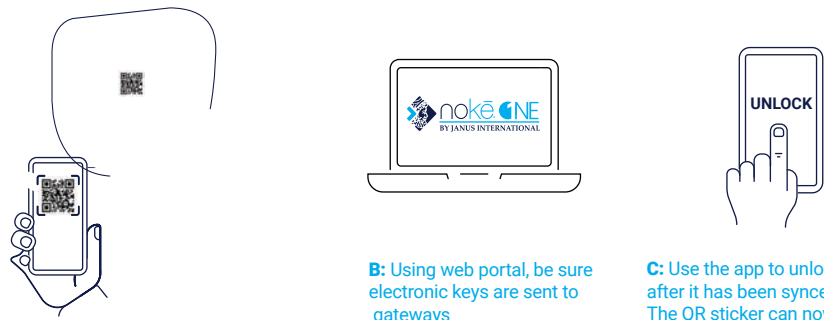 nokē ONE
BY JANUS INTERNATIONAL
UNLOCK
B: Using web portal, be sure
electronic keys are sent to
gateways
C: Use the app to
after it has been
The QR sticker can